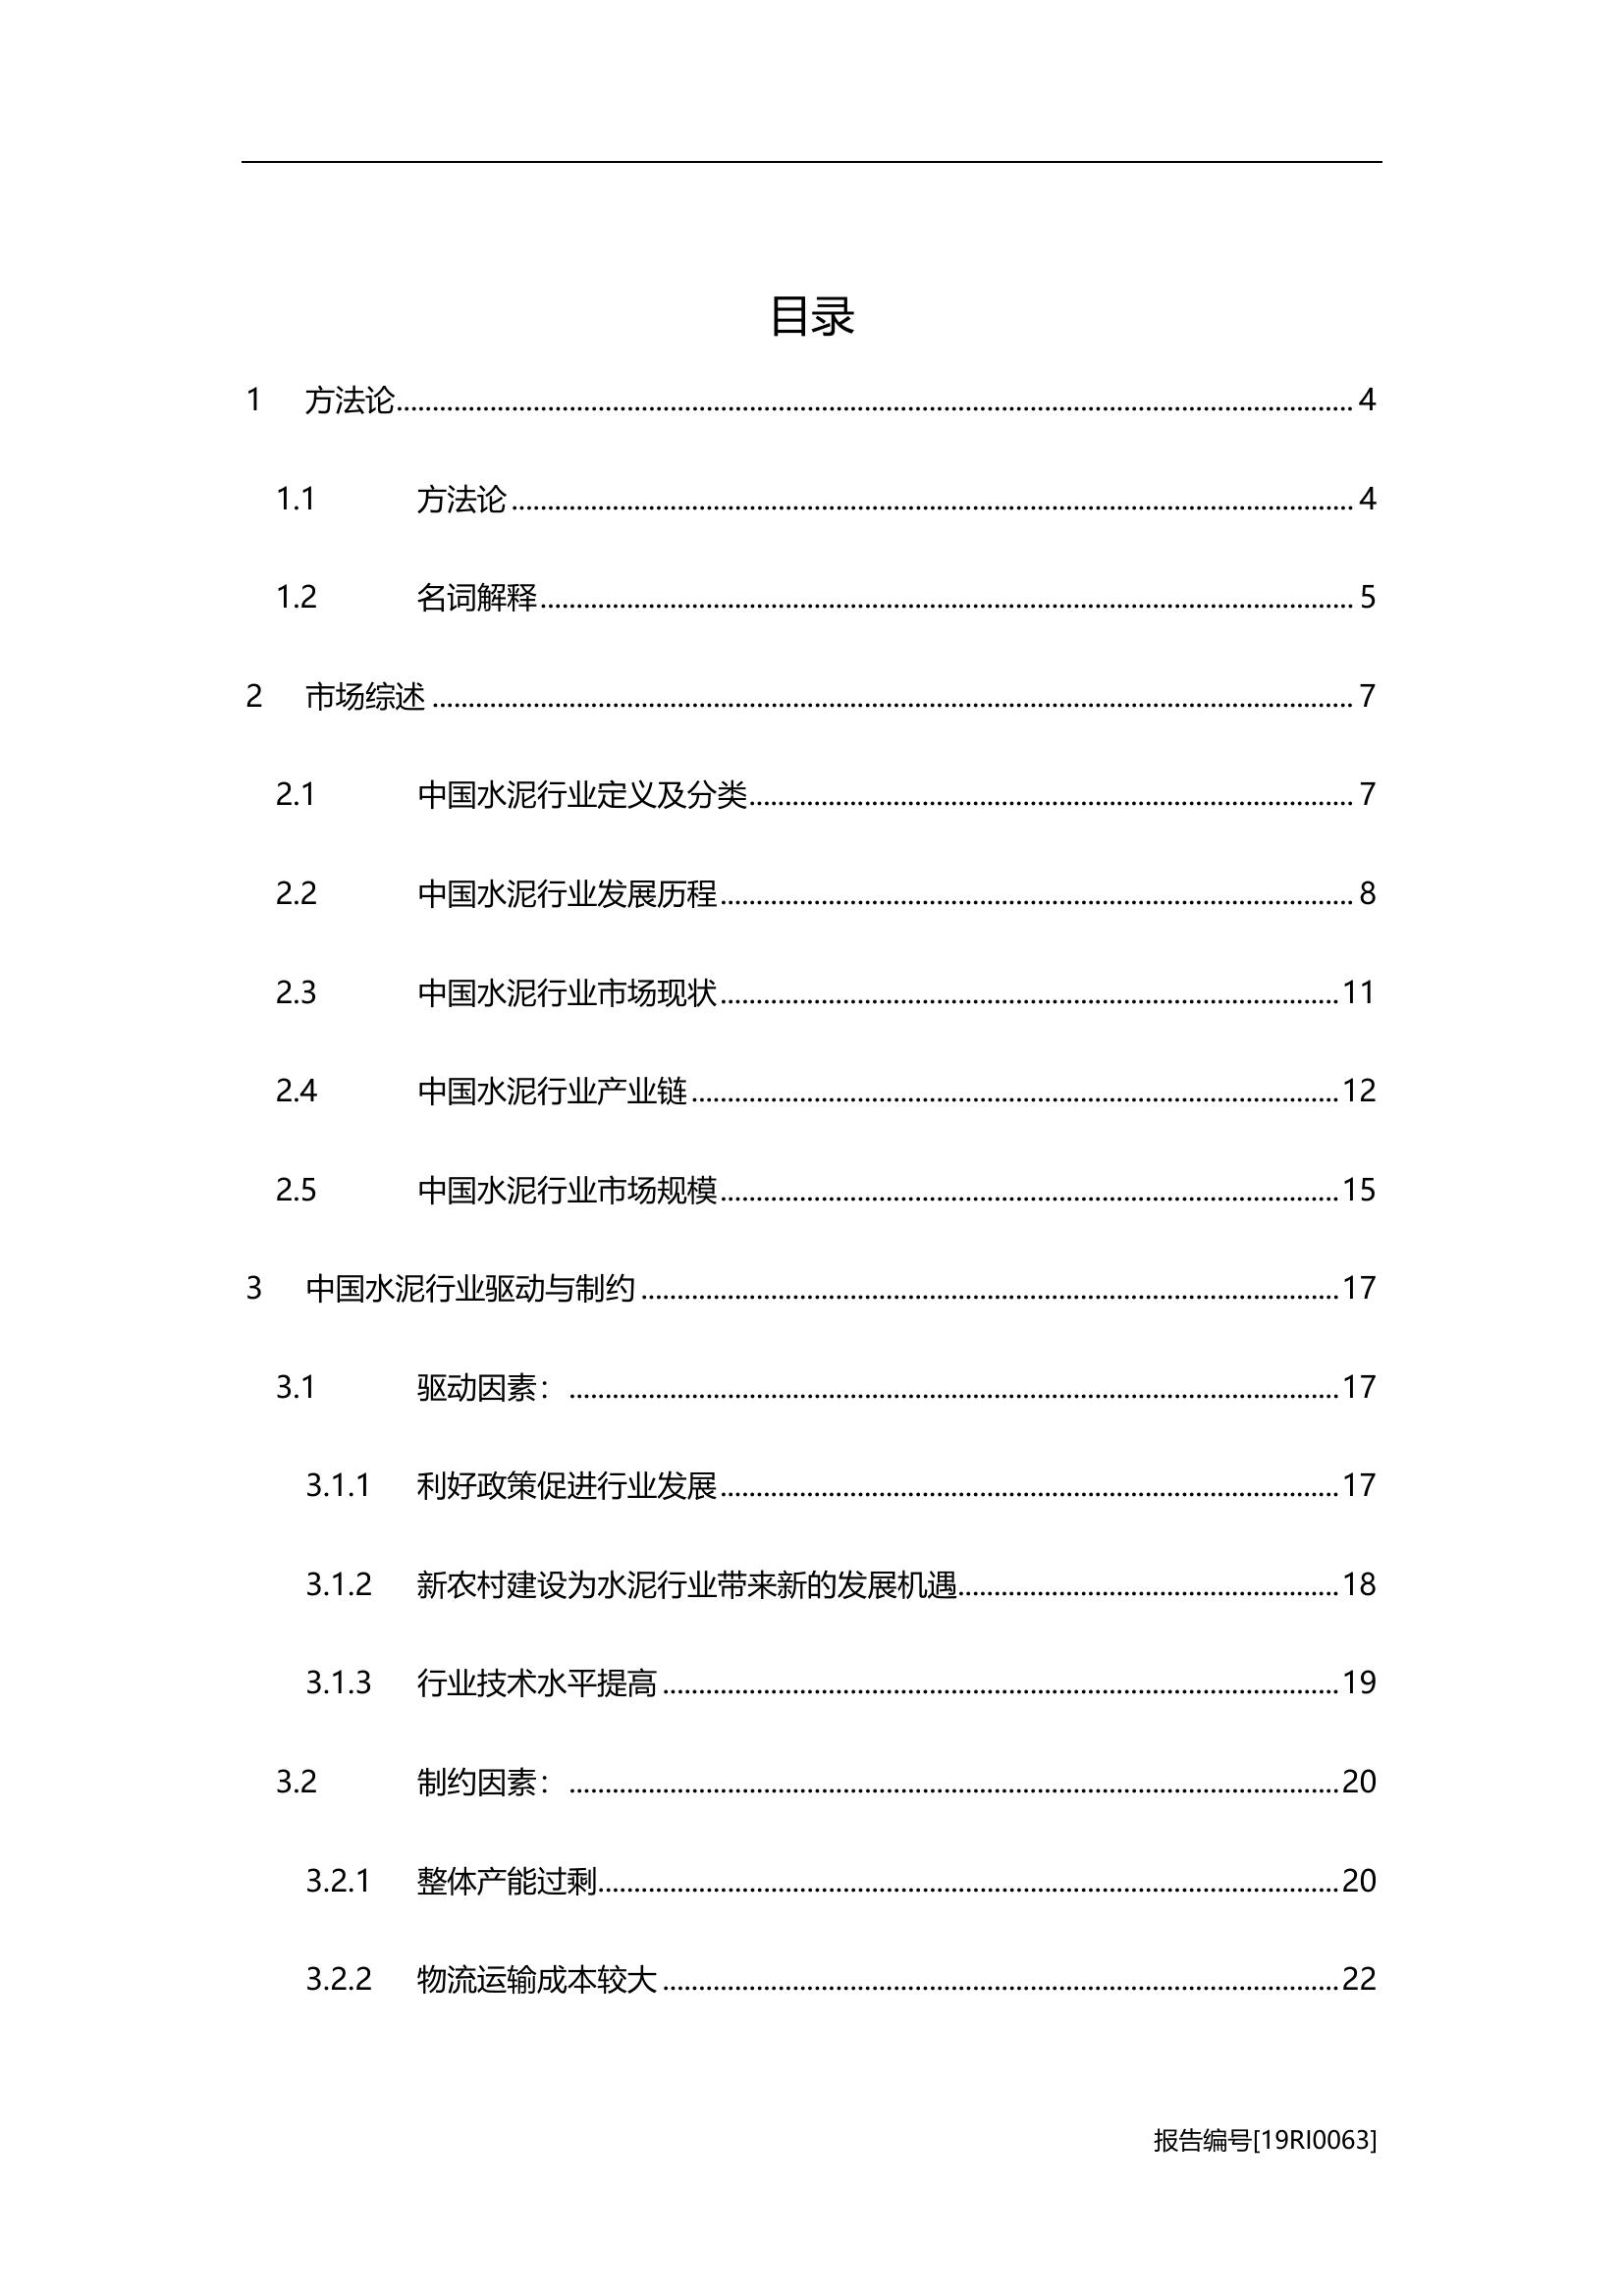 目录
1 方法论........................................ 4
1.1 方法论 ........................................ 4
1.2 名词解释 ........................................ 5
2 市场综述 ........................................ 7
2.1 中国水泥行业定义及分类........................................ 7
2.2 中国水泥行业发展历程........................................ 8
2.3 中国水泥行业市场现状........................................ 11
2.4 中国水泥行业产业链........................................ 12
2.5 中国水泥行业市场规模........................................ 15
3 中国水泥行业驱动与制约 ........................................ 17
3.1 驱动因素： ........................................ 17
3.1.1 利好政策促进行业发展........................................ 17
3.1.2 新农村建设为水泥行业带来新的发展机遇........................................ 18
3.1.3 行业技术水平提高 ........................................ 19
3.2 制约因素： ........................................ 20
3.2.1 整体产能过剩........................................ 20
3.2.2 物流运输成本较大 ........................................ 22
报告编号[19RI0063]